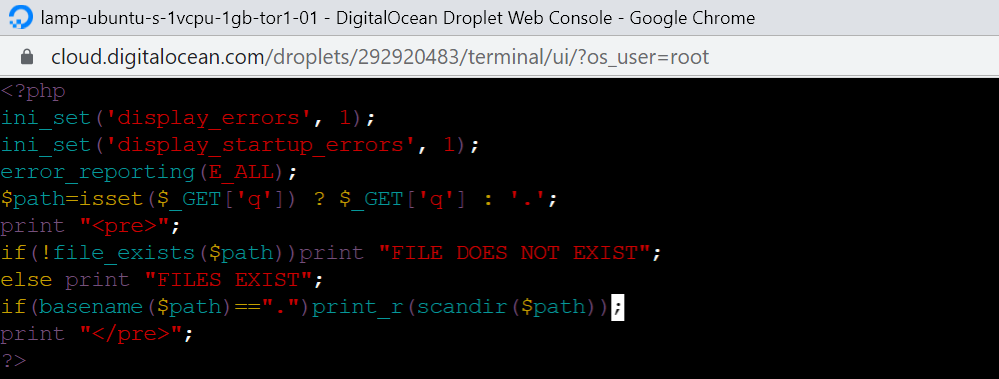 lamp-ubuntu-s-1vcpu-1gb-tor1-01 - DigitalOcean Droplet Web Console - Google Chrome
cloud.digitalocean.com/droplets/292920483/terminal/ui/?os_user=root
<?php
ini_set('display_errors', 1);
ini_set('display_startup_errors', 1);
error_reporting(E_ALL);
$path=isset($_GET['q']) ? $_GET['q'] : '.';
print "<pre>";
if(!file_exists($path))print "FILE DOES NOT EXIST";
else print "FILES EXIST";
if(basename($path)==".")print_r(scandir($path));
print "</pre>";
?>